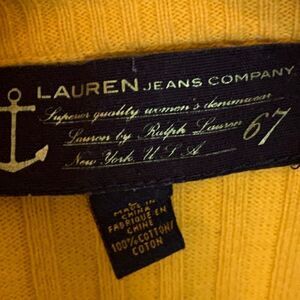 LAUREN JEANS COMPANY
Superior quality women's denimwear
Lauren by Ralph Lauren 67
New York U S A
MADE IN
CHINA
FABRIQUE EN
CHINE
100% COTTON/
COTON